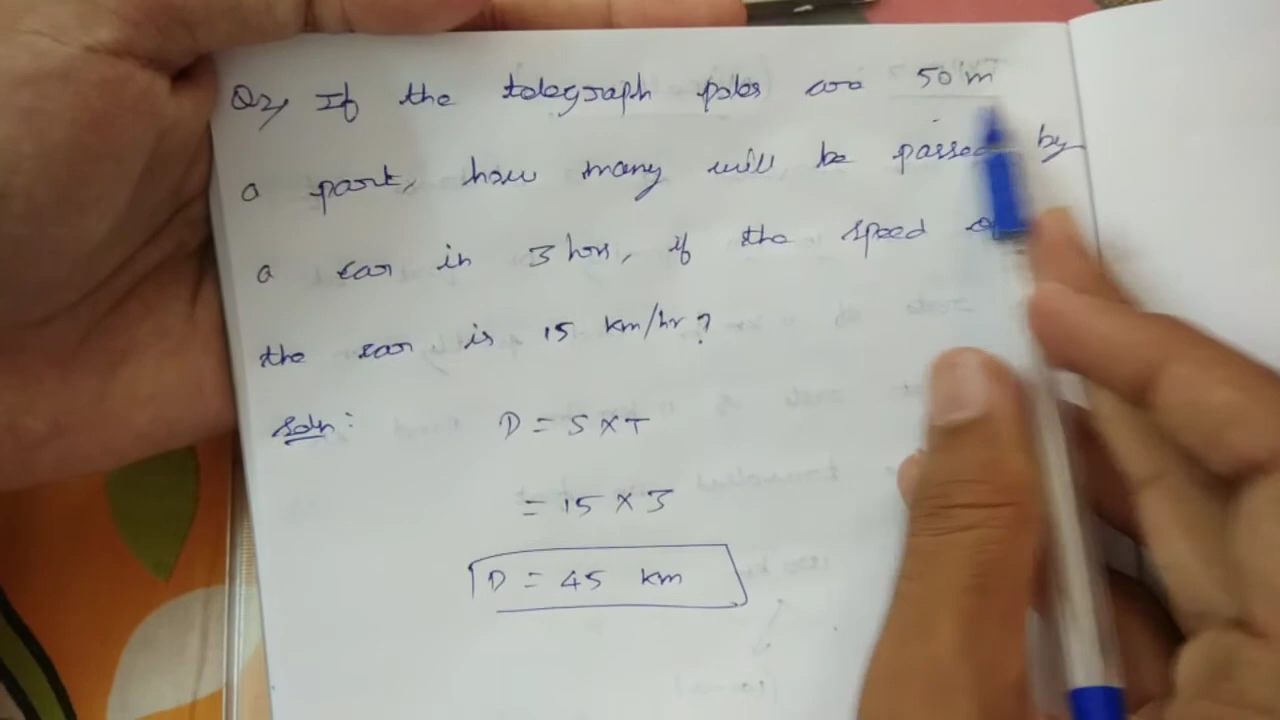 Q2, If the telegraph poles are 50 m
a part, how many will be passed by
a car in 3 hrs, if the speed of
the car is 15 km/hr?
Soln: D = S × T
= 15 × 3
D = 45 km